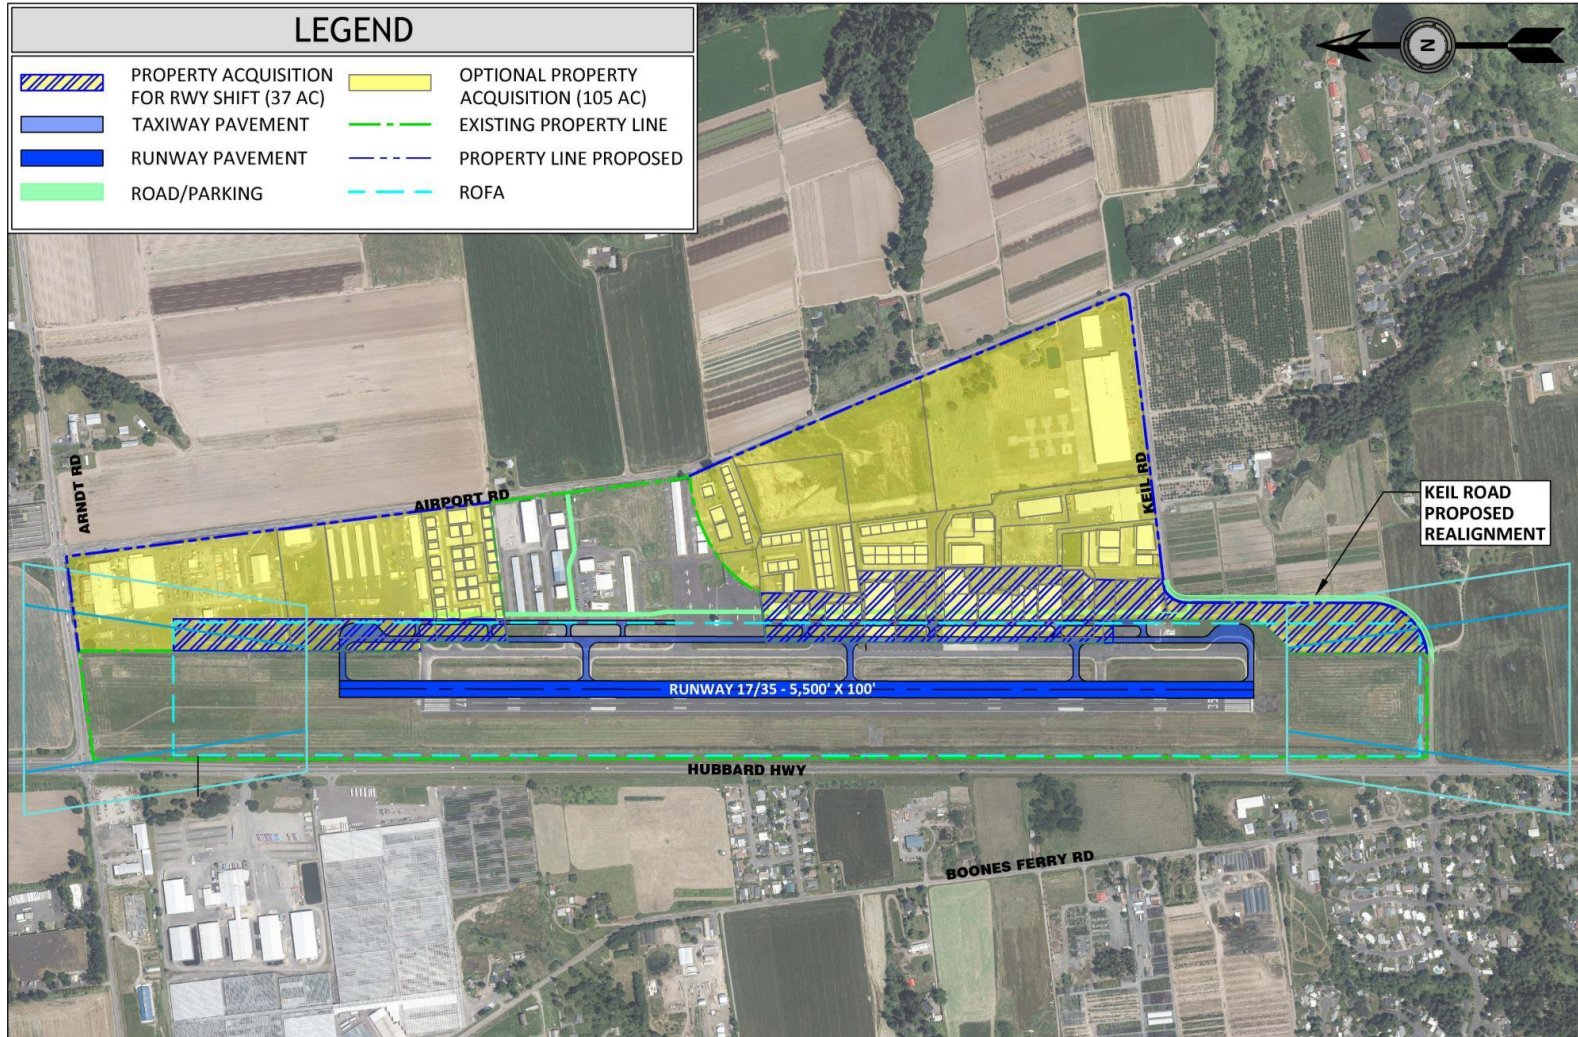 LEGEND
PROPERTY ACQUISITION
FOR RWY SHIFT (37 AC)
TAXIWAY PAVEMENT
RUNWAY PAVEMENT
ROAD/PARKING
OPTIONAL PROPERTY
ACQUISITION (105 AC)
EXISTING PROPERTY LINE
PROPERTY LINE PROPOSED
ROFA
N
ARNDT RD
AIRPORT RD
KEIL RD
KEIL ROAD
PROPOSED
REALIGNMENT
RUNWAY 17/35 - 5,500' X 100'
35
HUBBARD HWY
BOONES FERRY RD